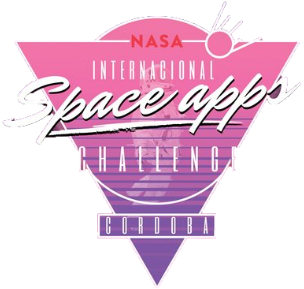 NASA
INTERNACIONAL
Space apps
CHALLENGE
CORDOBA